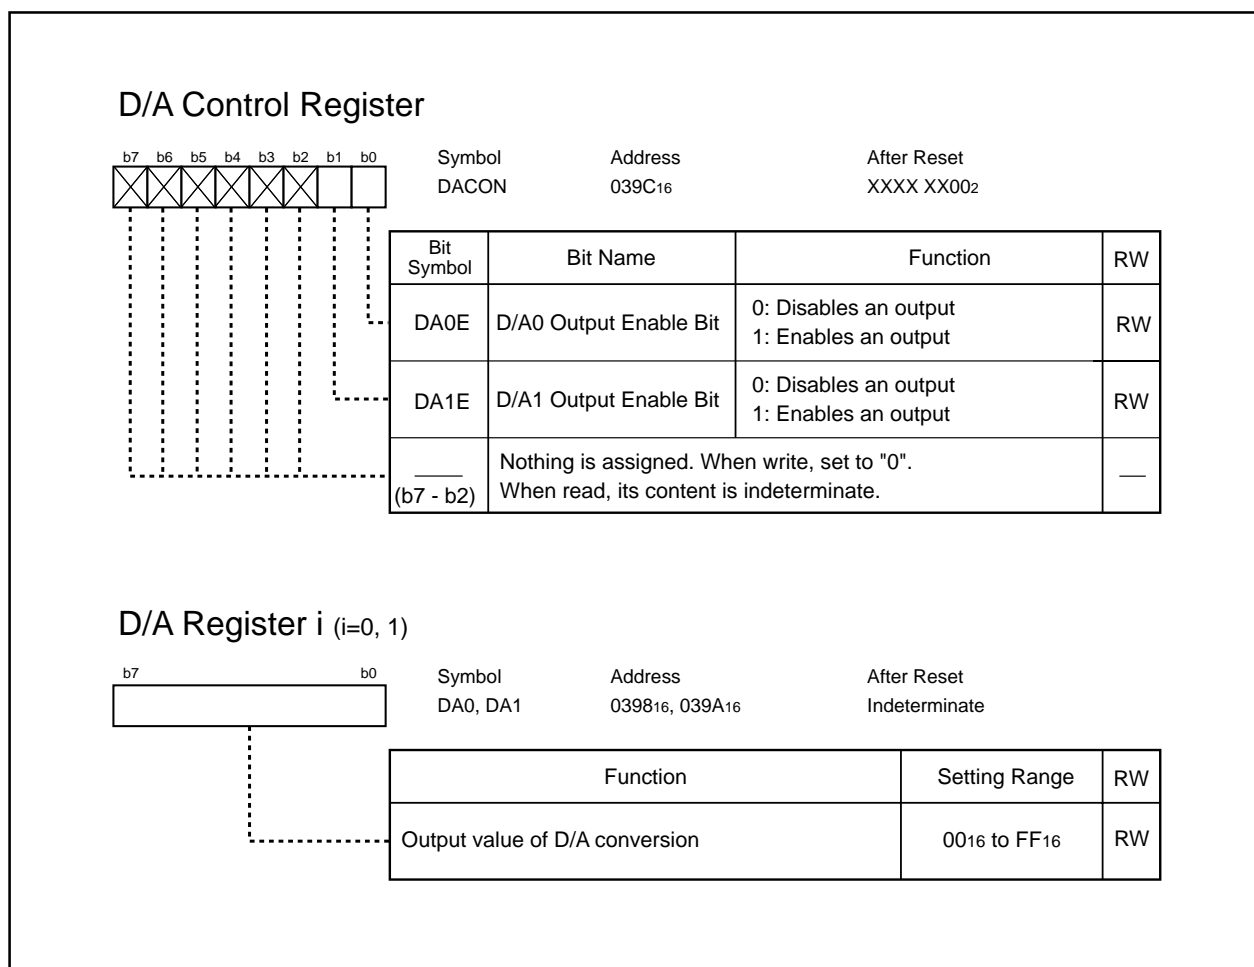 D/A Control Register
b7 b6 b5 b4 b3 b2 b1 b0
Symbol Address After Reset
DACON 039C16 XXXX XX002
Bit Symbol Bit Name Function RW
DA0E D/A0 Output Enable Bit 0: Disables an output RW
1: Enables an output
DA1E D/A1 Output Enable Bit 0: Disables an output RW
1: Enables an output
(b7 - b2) Nothing is assigned. When write, set to "0".
When read, its content is indeterminate.
D/A Register i (i=0, 1)
b7 b0
Symbol Address After Reset
DA0, DA1 039816, 039A16 Indeterminate
Function Setting Range RW
Output value of D/A conversion 0016 to FF16 RW